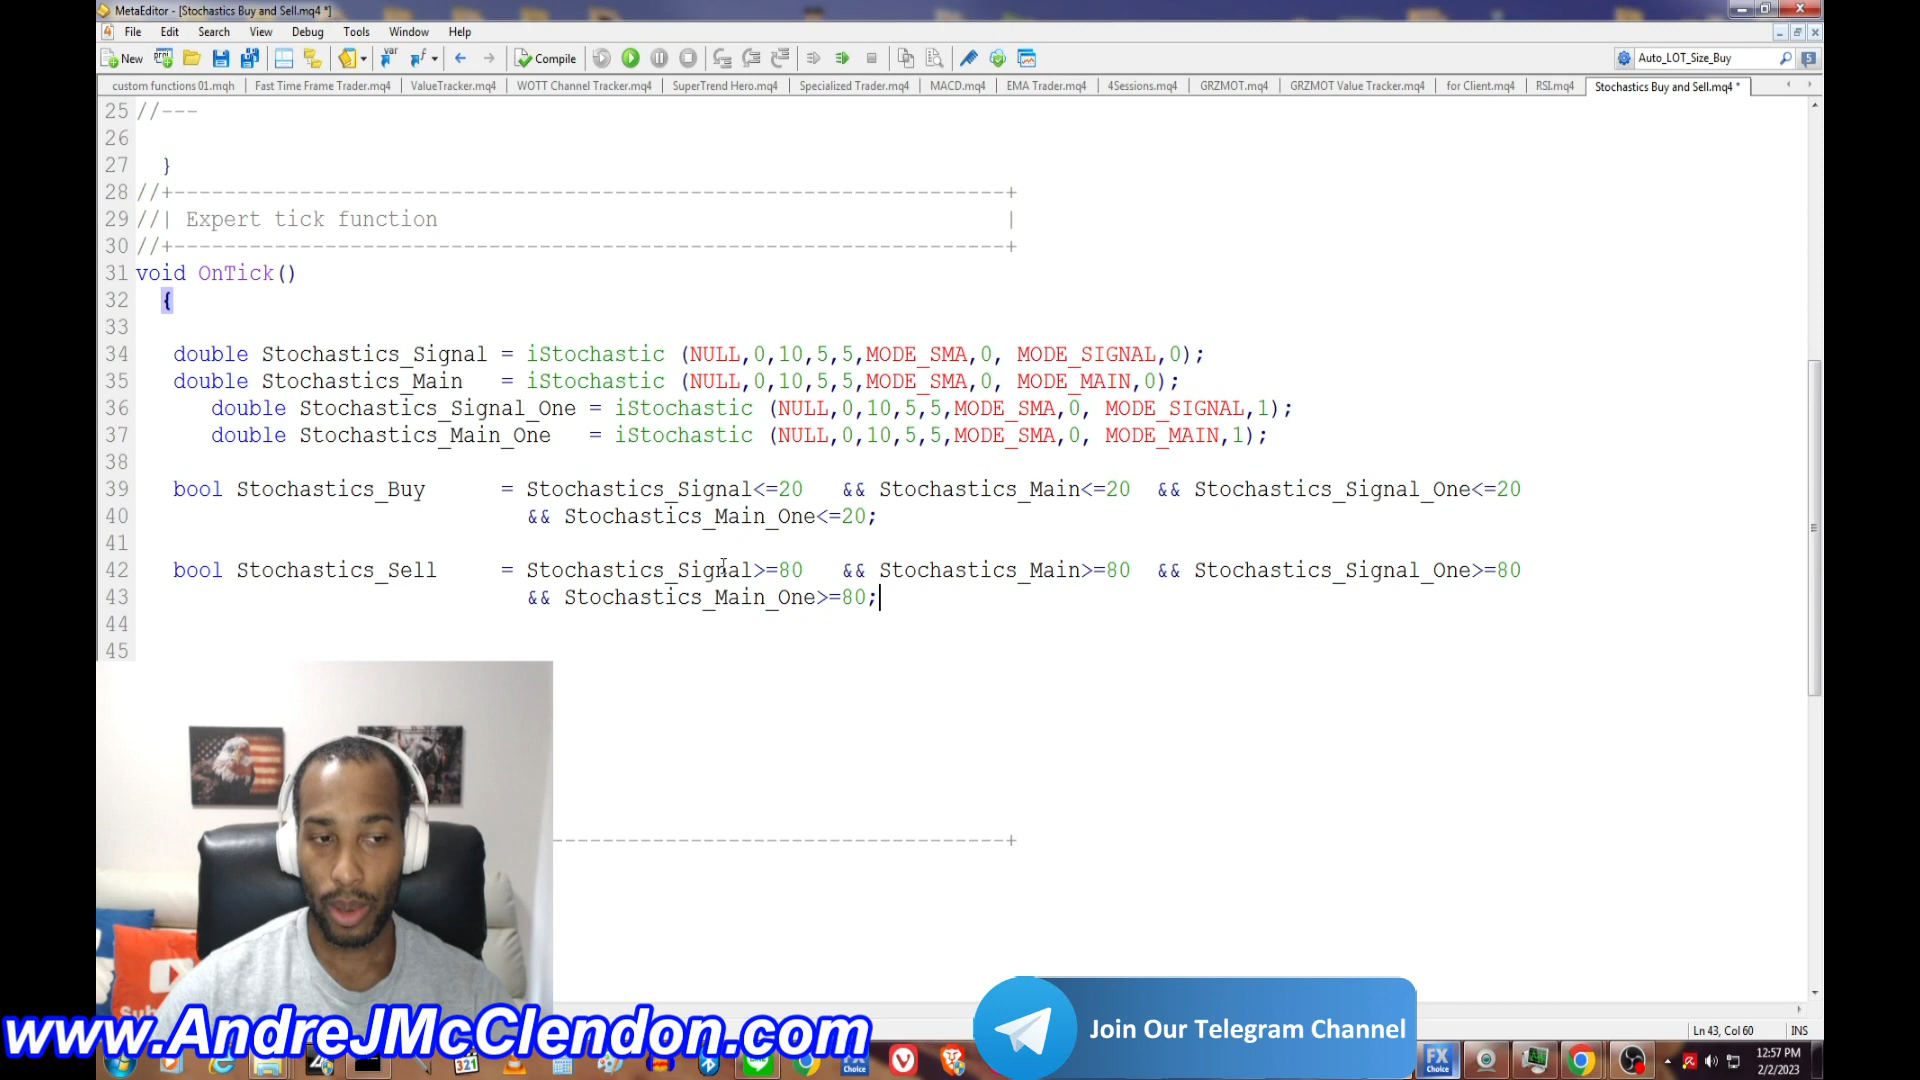 MetaEditor - [Stochastics Buy and Sell.mq4 *]
File Edit Search View Debug Tools Window Help
New Compile Auto_LOT_Size_Buy
custom functions 01.mqh Fast Time Frame Trader.mq4 ValueTracker.mq4 WOTT Channel Tracker.mq4 SuperTrend Hero.mq4 Specialized Trader.mq4 MACD.mq4 EMA Trader.mq4 4Sessions.mq4 GRZMOT.mq4 GRZMOT Value Tracker.mq4 for Client.mq4 RSI.mq4 Stochastics Buy and Sell.mq4 *
25 //---
26
27 }
28 //+------------------------------------------------------------------+
29 //| Expert tick function |
30 //+------------------------------------------------------------------+
31 void OnTick()
32 {
33
34 double Stochastics_Signal = iStochastic (NULL,0,10,5,5,MODE_SMA,0, MODE_SIGNAL,0);
35 double Stochastics_Main = iStochastic (NULL,0,10,5,5,MODE_SMA,0, MODE_MAIN,0);
36 double Stochastics_Signal_One = iStochastic (NULL,0,10,5,5,MODE_SMA,0, MODE_SIGNAL,1);
37 double Stochastics_Main_One = iStochastic (NULL,0,10,5,5,MODE_SMA,0, MODE_MAIN,1);
38
39 bool Stochastics_Buy = Stochastics_Signal<=20 && Stochastics_Main<=20 && Stochastics_Signal_One<=20
40 && Stochastics_Main_One<=20;
41
42 bool Stochastics_Sell = Stochastics_Signal>=80 && Stochastics_Main>=80 && Stochastics_Signal_One>=80
43 && Stochastics_Main_One>=80;
44
45
www.AndreJMcClendon.com
Join Our Telegram Channel
Ln 43, Col 60 INS
321
FX Choice
FX Choice
12:57 PM
2/2/2023